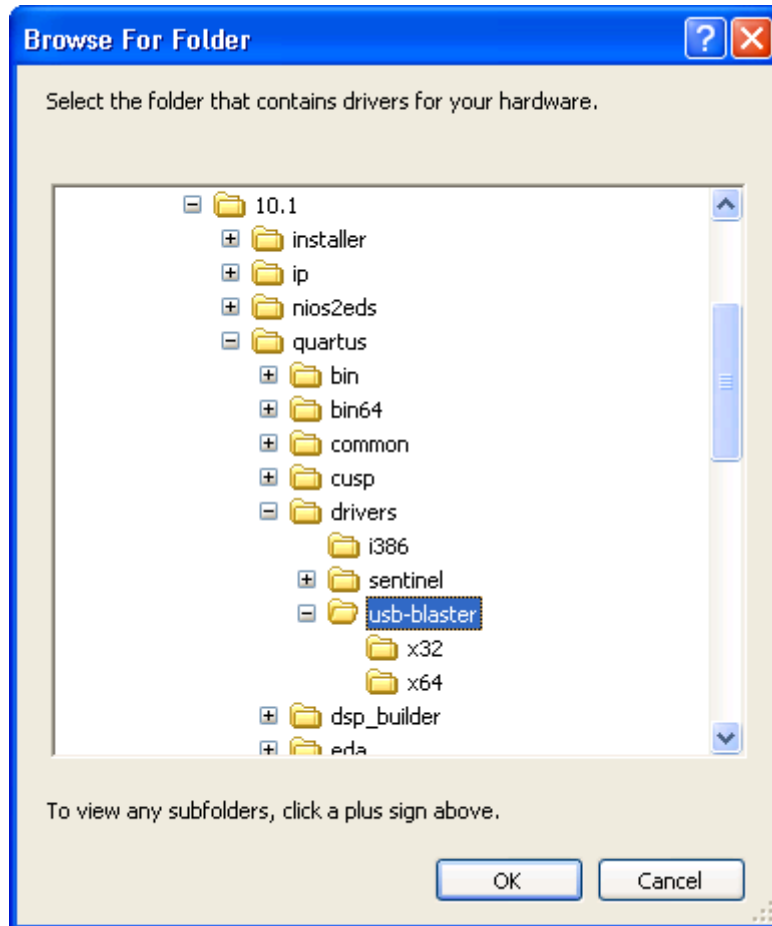 Browse For Folder
Select the folder that contains drivers for your hardware.
10.1
installer
ip
nios2eds
quartus
bin
bin64
common
cusp
drivers
i386
sentinel
usb-blaster
x32
x64
dsp_builder
eda
To view any subfolders, click a plus sign above.
OK Cancel